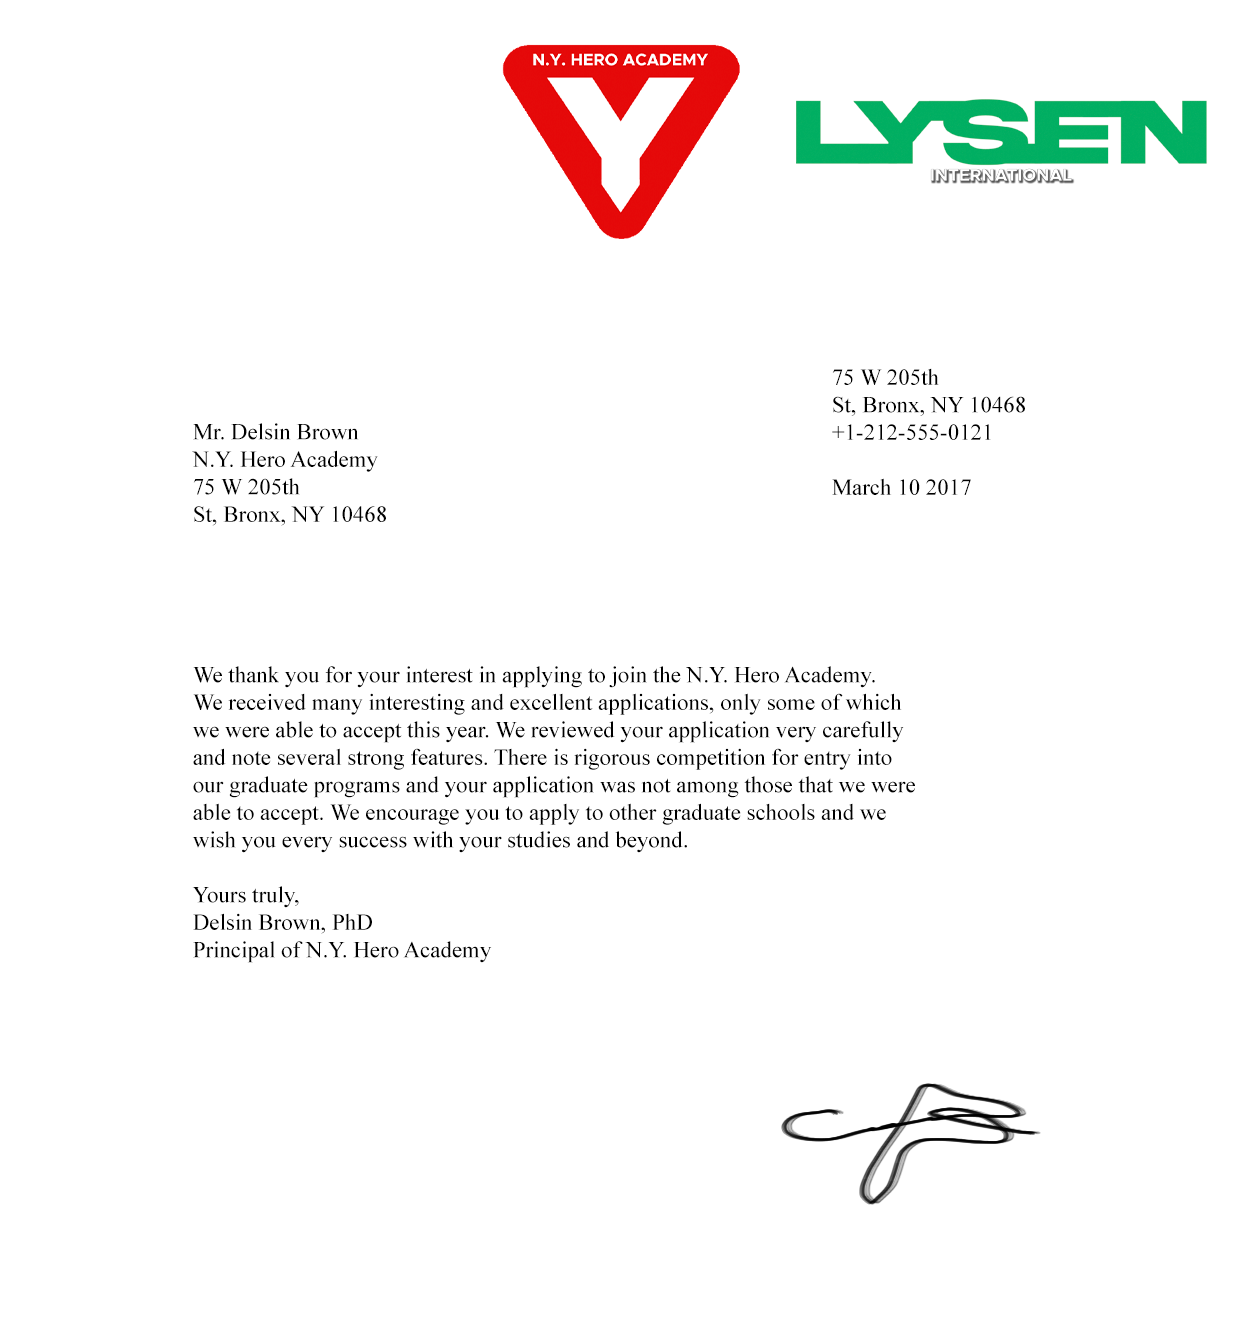 N.Y. HERO ACADEMY
Y
LYSEN
INTERNATIONAL
75 W 205th
St, Bronx, NY 10468
+1-212-555-0121
March 10 2017
Mr. Delsin Brown
N.Y. Hero Academy
75 W 205th
St, Bronx, NY 10468
We thank you for your interest in applying to join the N.Y. Hero Academy.
We received many interesting and excellent applications, only some of which
we were able to accept this year. We reviewed your application very carefully
and note several strong features. There is rigorous competition for entry into
our graduate programs and your application was not among those that we were
able to accept. We encourage you to apply to other graduate schools and we
wish you every success with your studies and beyond.
Yours truly,
Delsin Brown, PhD
Principal of N.Y. Hero Academy